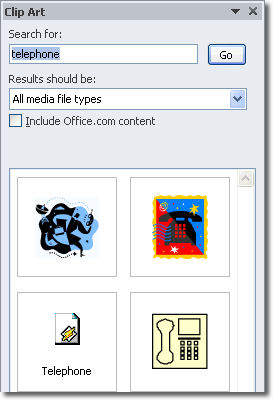 Clip Art
Search for:
telephone
Go
Results should be:
All media file types
Include Office.com content
Telephone